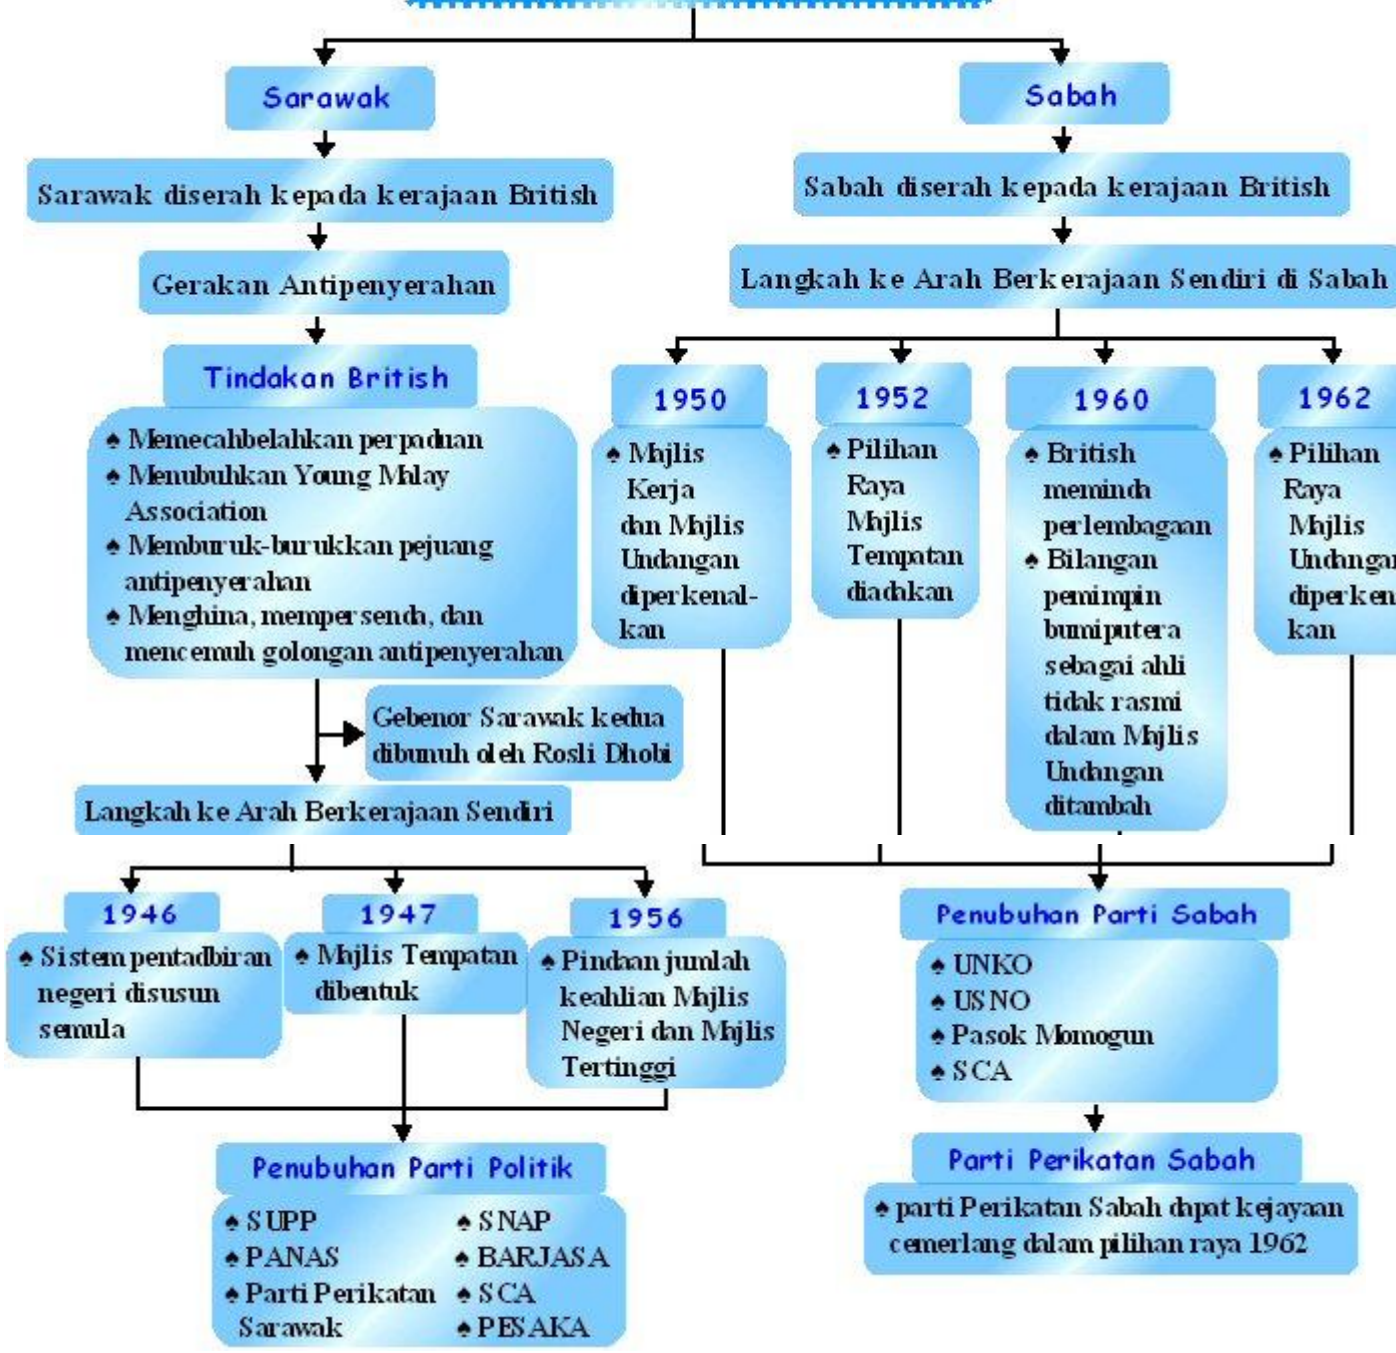 Sarawak
Sarawak diserah kepada kerajaan British
Gerakan Antipenyerahan
Tindakan British
♠ Memecahbelahkan perpaduan
♠ Menubuhkan Young Malay
Association
♠ Memburuk-burukkan pejuang
antipenyerahan
♠ Menghina, mempersenda, dan
mencemuh golongan antipenyerahan
Gebenor Sarawak kedua
dibunuh oleh Rosli Dhobi
Langkah ke Arah Berkerajaan Sendiri
1946
♠ Sistem pentadbiran
negeri disusun
semula
1947
♠ Majlis Tempatan
dibentuk
1956
♠ Pindaan jumlah
keahlian Majlis
Negeri dan Majlis
Tertinggi
Penubuhan Parti Politik
♠ SUPP
♠ PANAS
♠ Parti Perikatan
Sarawak
♠ SNAP
♠ BARJASA
♠ SCA
♠ PESAKA
Sabah
Sabah diserah kepada kerajaan British
Langkah ke Arah Berkerajaan Sendiri di Sabah
1950
♠ Majlis
Kerja
dan Majlis
Undangan
diperkenal-
kan
1952
♠ Pilihan
Raya
Majlis
Tempatan
diadakan
1960
♠ British
meminda
perlembagaan
♠ Bilangan
pemimpin
bumiputera
sebagai ahli
tidak rasmi
dalam Majlis
Undangan
ditambah
1962
♠ Pilihan
Raya
Majlis
Undangan
diperken
kan
Penubuhan Parti Sabah
♠ UNKO
♠ USNO
♠ Pasok Momogun
♠ SCA
Parti Perikatan Sabah
♠ parti Perikatan Sabah dapat kejayaan
cemerlang dalam pilihan raya 1962